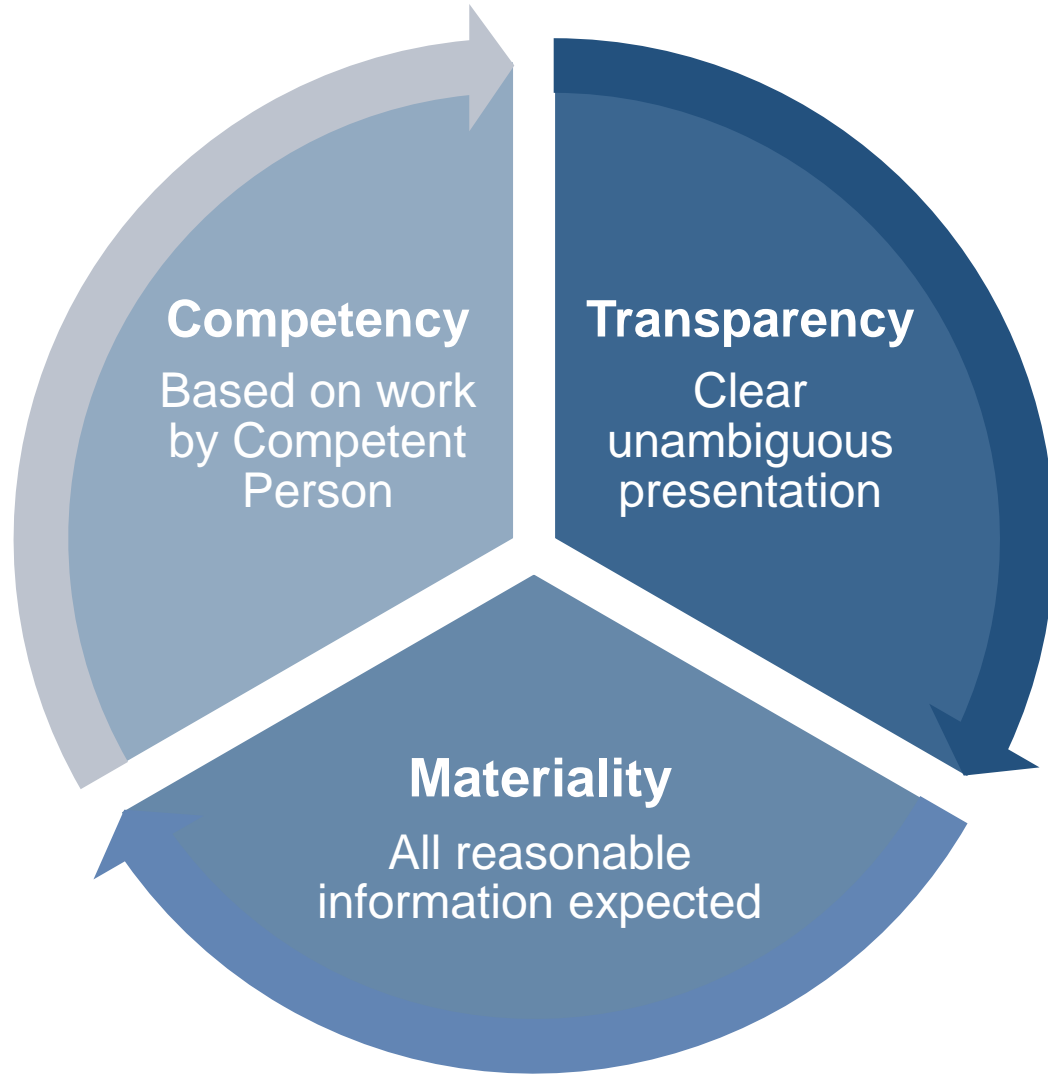 Competency
Based on work
by Competent
Person
Transparency
Clear
unambiguous
presentation
Materiality
All reasonable
information expected